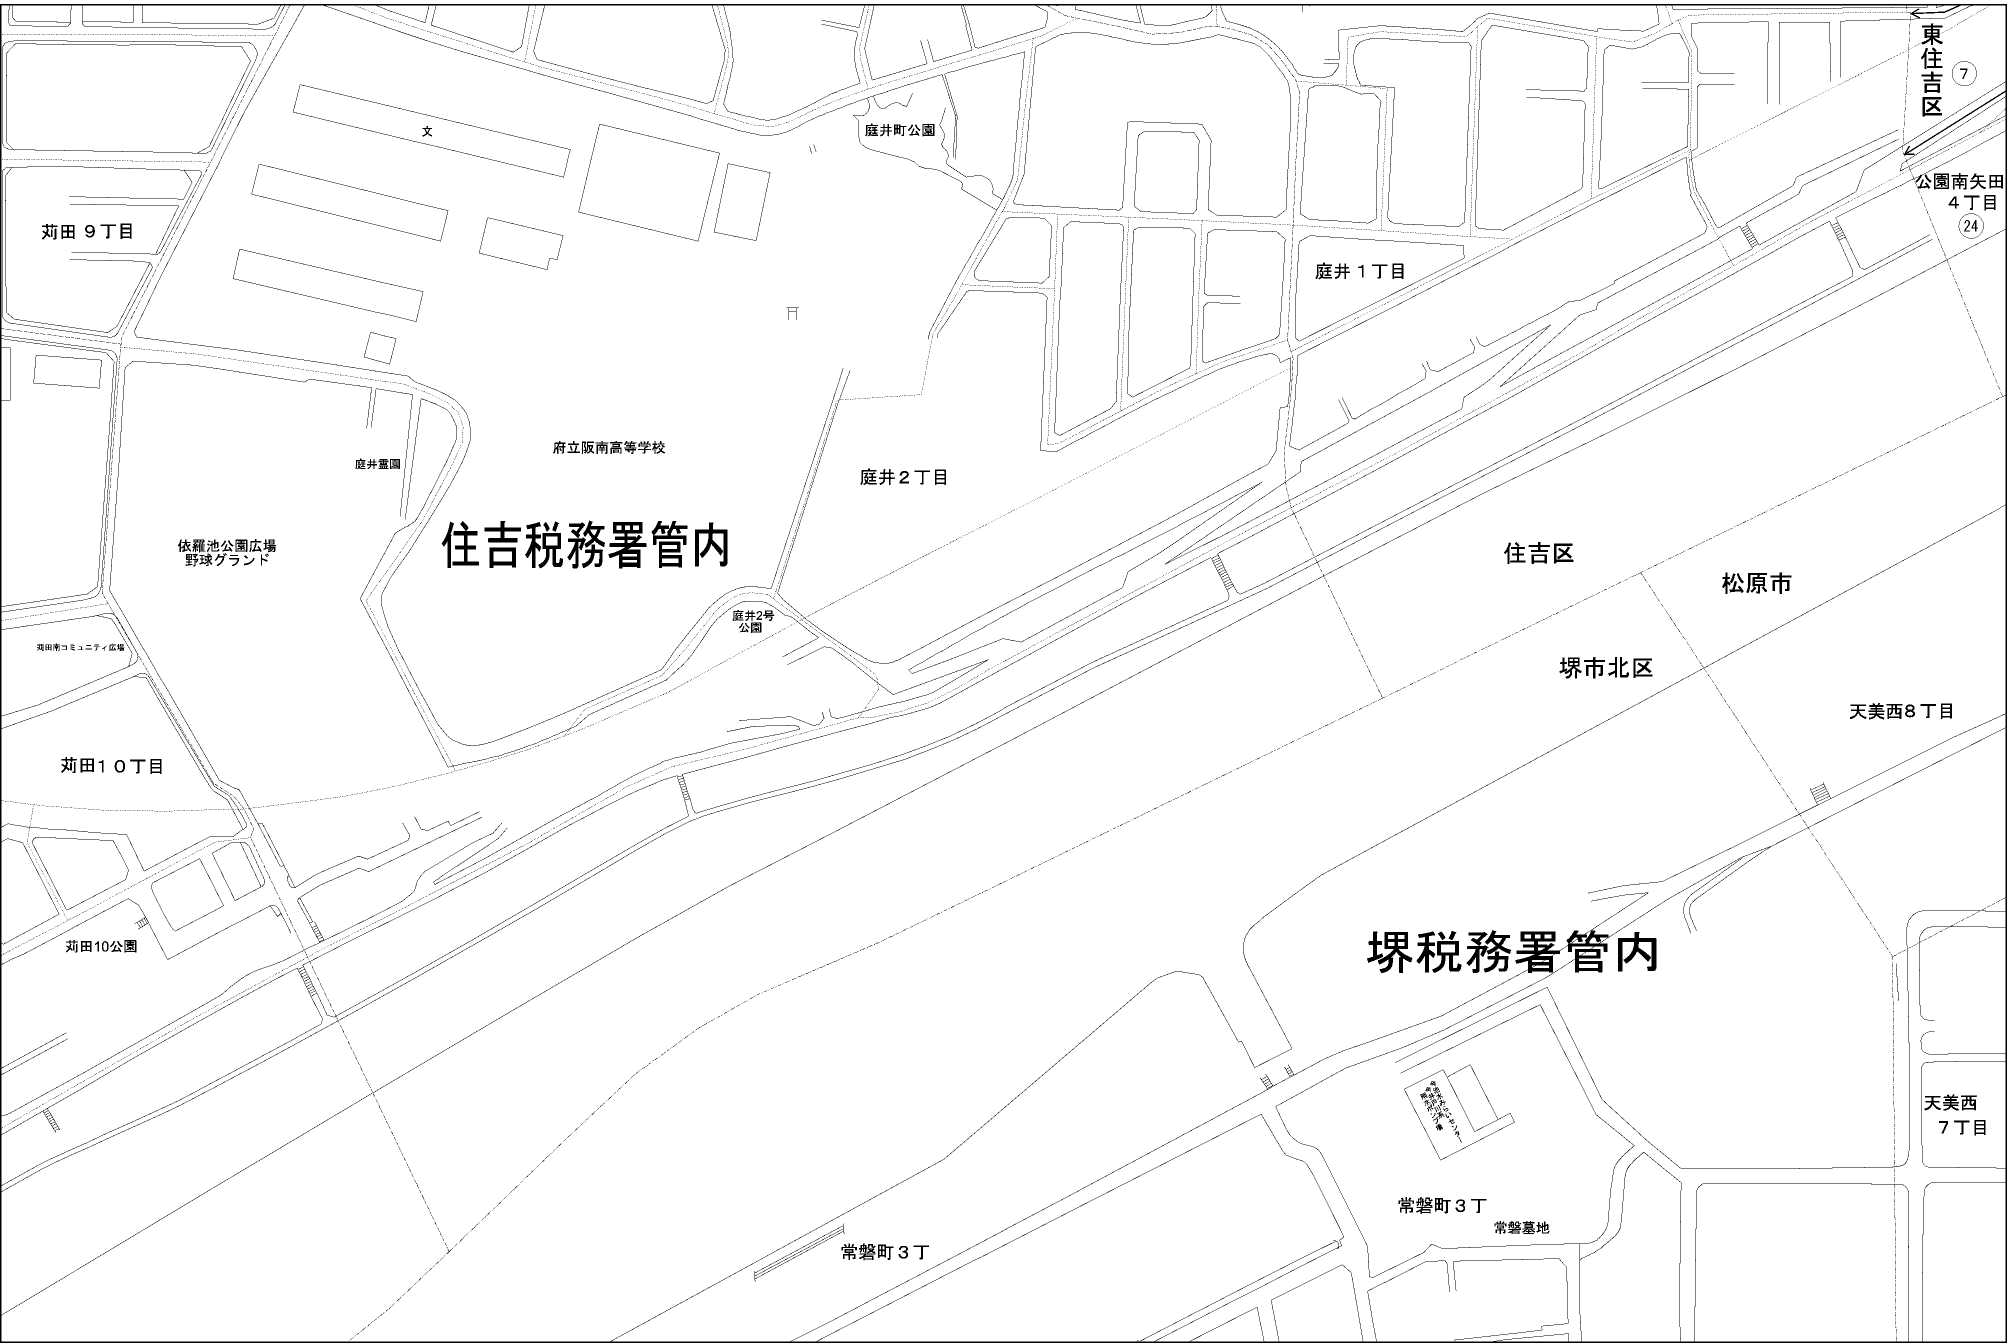 東住吉区
7
文
庭井町公園
公園南矢田
４丁目
24
苅田９丁目
庭井１丁目
府立阪南高等学校
庭井霊園
庭井２丁目
依羅池公園広場
野球グランド
住吉税務署管内
住吉区
松原市
庭井2号
公園
苅田南コミュニティ広場
堺市北区
天美西８丁目
苅田１０丁目
苅田10公園
堺税務署管内
天美西
７丁目
常磐町３丁
常磐墓地
常磐町３丁